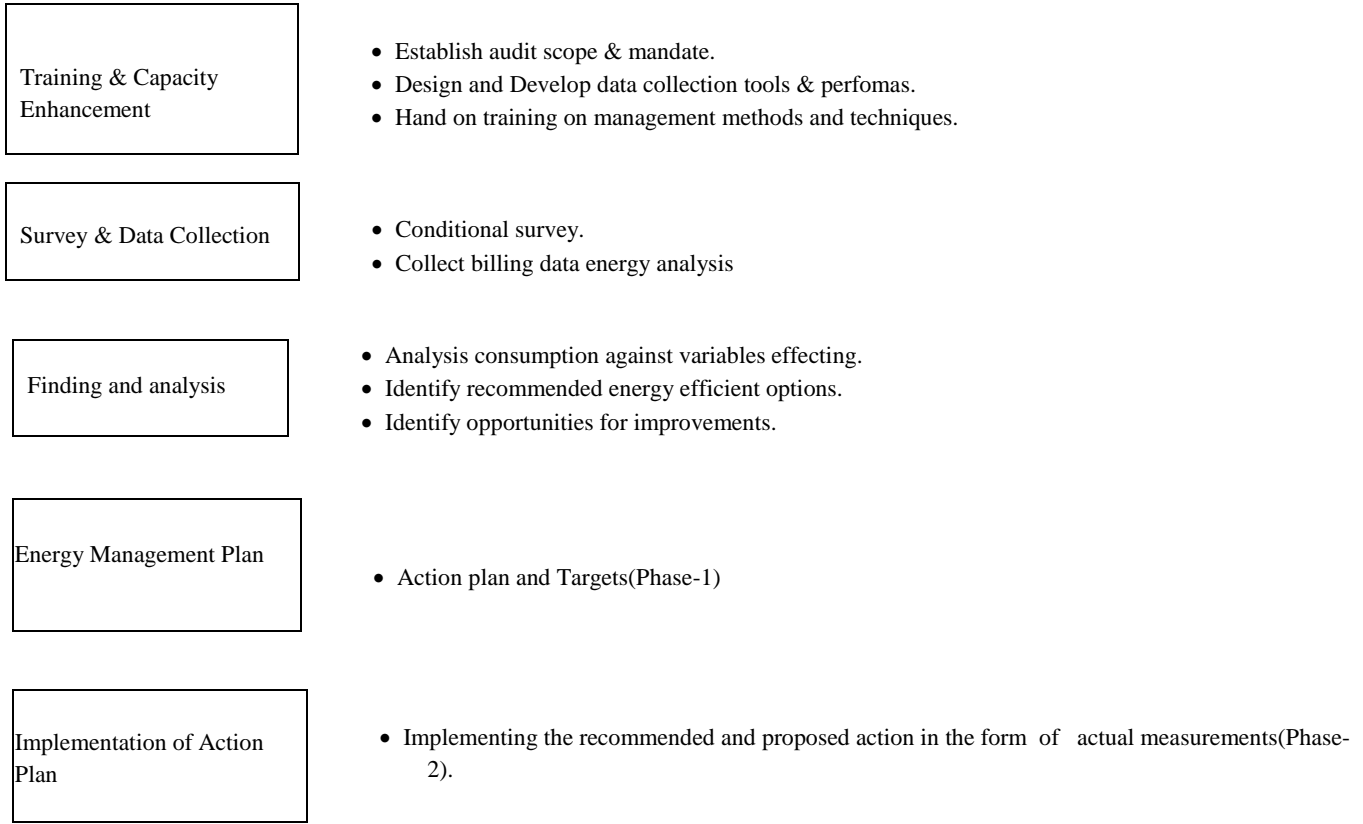 Training & Capacity
Enhancement
• Establish audit scope & mandate.
• Design and Develop data collection tools & perfomas.
• Hand on training on management methods and techniques.
Survey & Data Collection
• Conditional survey.
• Collect billing data energy analysis
Finding and analysis
• Analysis consumption against variables effecting.
• Identify recommended energy efficient options.
• Identify opportunities for improvements.
Energy Management Plan
• Action plan and Targets(Phase-1)
Implementation of Action
Plan
• Implementing the recommended and proposed action in the form of actual measurements(Phase-
2).